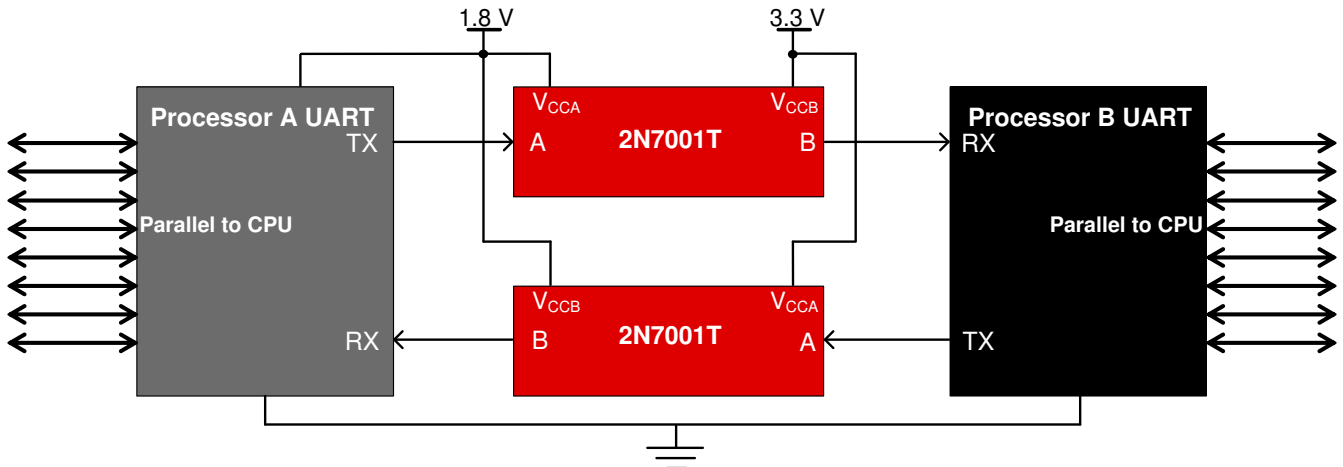 1.8 V
3.3 V
Processor A UART
TX
Parallel to CPU
RX
VCCA
VCCB
A
2N7001T
B
VCCB
VCCA
B
2N7001T
A
Processor B UART
RX
Parallel to CPU
TX